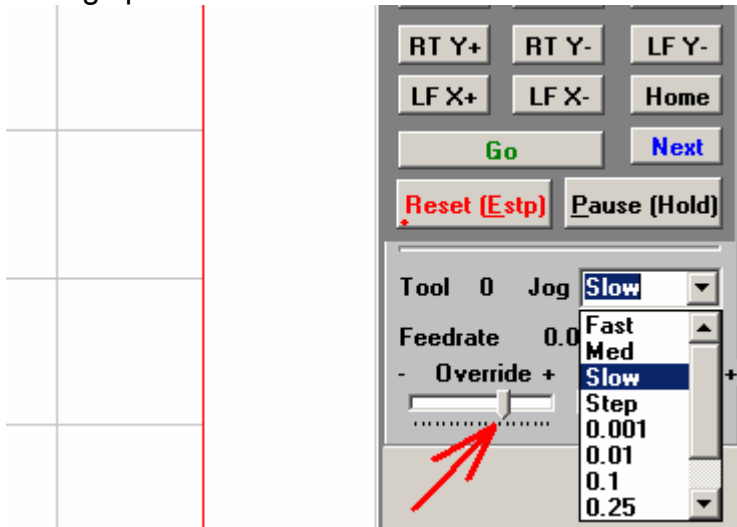 RT Y+ RT Y- LF Y-
LF X+ LF X- Home
Go Next
Reset (Estp) Pause (Hold)
Tool 0 Jog Slow
Feedrate 0.0
- Override + +
Fast
Med
Slow
Step
0.001
0.01
0.1
0.25